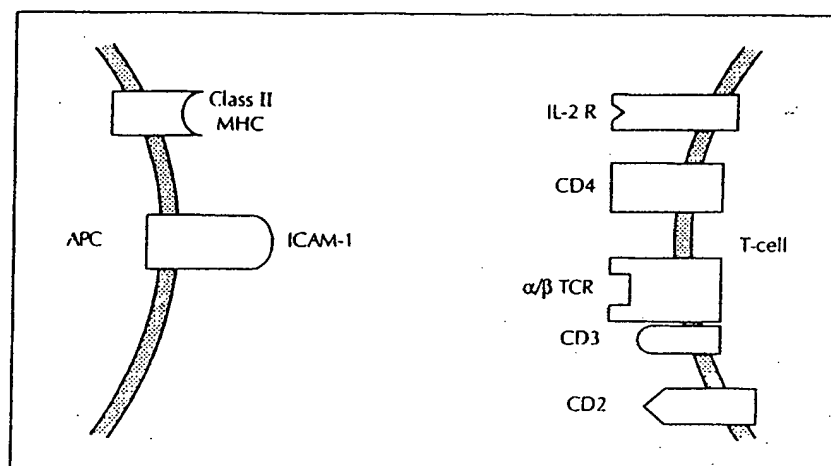 Class II
MHC
APC
ICAM-1
IL-2 R
CD4
T-cell
α/β TCR
CD3
CD2